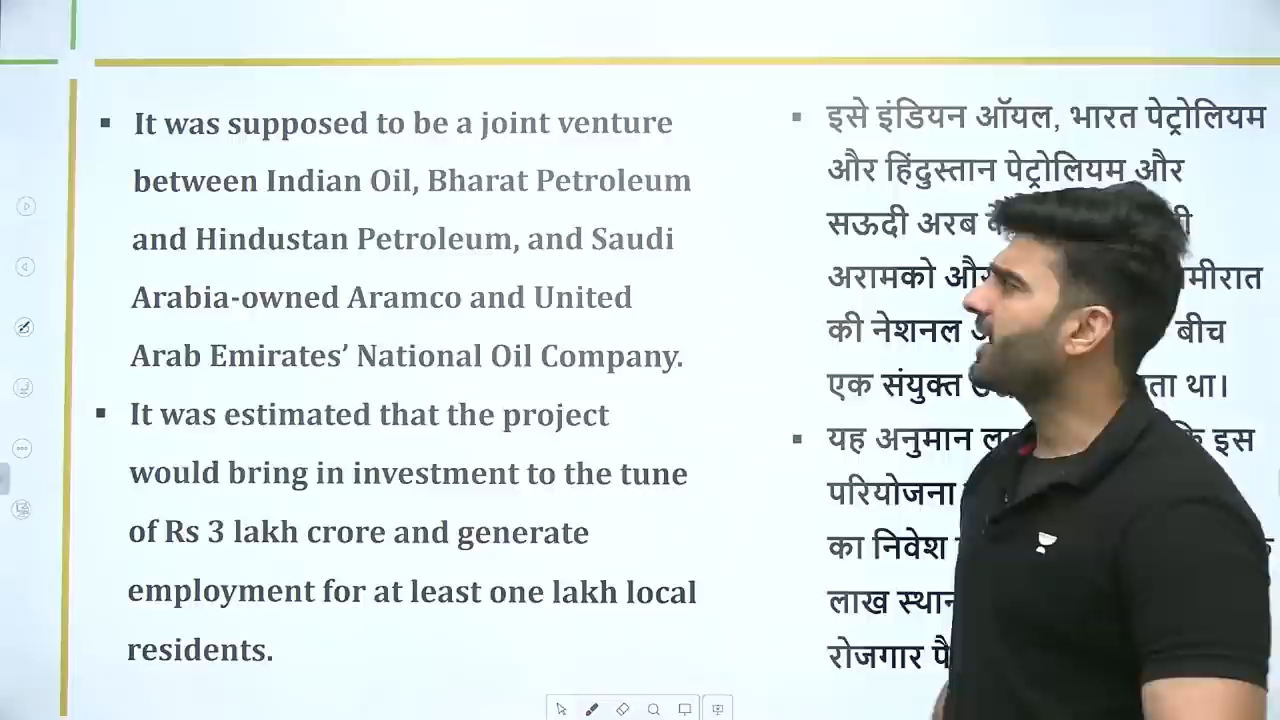 It was supposed to be a joint venture
between Indian Oil, Bharat Petroleum
and Hindustan Petroleum, and Saudi
Arabia-owned Aramco and United
Arab Emirates’ National Oil Company.
It was estimated that the project
would bring in investment to the tune
of Rs 3 lakh crore and generate
employment for at least one lakh local
residents.
इसे इंडियन ऑयल, भारत पेट्रोलियम
और हिंदुस्तान पेट्रोलियम और
सऊदी अरब
अरामको और
की नेशनल बीच
एक संयुक्त था।
यह अनुमान इस
परियोजना
का निवेश
लाख
रोजगार